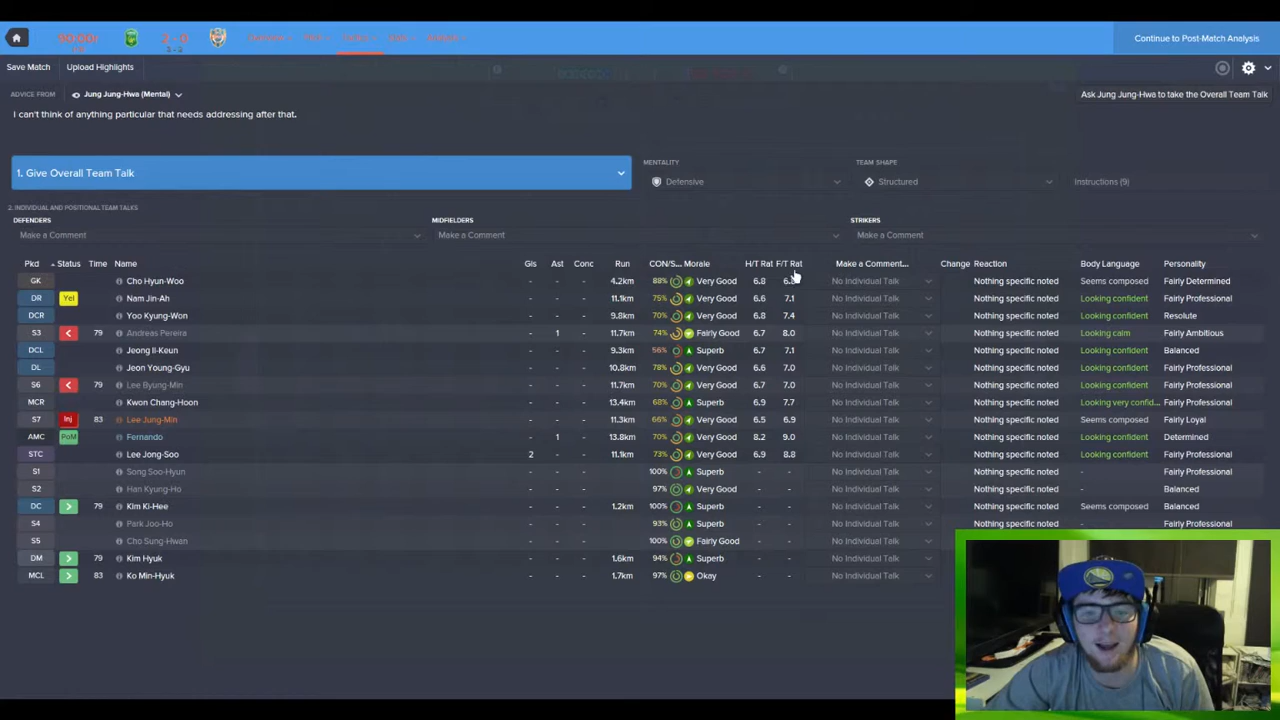 90:00 2 - 0 Continue to Post-Match Analysis
Save Match Upload Highlights
ADVICE FROM Jung Jung-Hwa (Mental) Ask Jung Jung-Hwa to take the Overall Team Talk
I can't think of anything particular that needs addressing after that.
1. Give Overall Team Talk
MENTALITY TEAM SHAPE
Defensive Structured Instructions (9)
2. INDIVIDUAL AND POSITIONAL TEAM TALKS
DEFENDERS MIDFIELDERS STRIKERS
Make a Comment Make a Comment Make a Comment
Pkd Status Time Name Gls Ast Conc Run CON/S... Morale H/T Rat F/T Rat Make a Comment... Change Reaction Body Language Personality
GK Cho Hyun-Woo - - - 4.2km 88% Very Good 6.8 No Individual Talk Nothing specific noted Seems composed Fairly Determined
DR Yel Nam Jin-Ah - - - 11.1km 75% Very Good 6.6 7.1 No Individual Talk Nothing specific noted Looking confident Fairly Professional
DCR Yoo Kyung-Won - - - 9.8km 70% Very Good 6.8 7.4 No Individual Talk Nothing specific noted Looking confident Resolute
S3 79 Andreas Pereira - 1 - 11.7km 74% Fairly Good 6.7 8.0 No Individual Talk Nothing specific noted Looking calm Fairly Ambitious
DCL Jeong Il-Keun - - - 9.3km 56% Superb 6.7 7.1 No Individual Talk Nothing specific noted Looking confident Balanced
DL Jeon Young-Gyu - - - 10.8km 78% Very Good 6.6 7.0 No Individual Talk Nothing specific noted Looking confident Fairly Professional
S6 79 Lee Byung-Min - - - 11.7km 70% Very Good 6.7 7.0 No Individual Talk Nothing specific noted Looking confident Fairly Professional
MCR Kwon Chang-Hoon - - - 13.4km 68% Superb 6.9 7.7 No Individual Talk Nothing specific noted Looking very confid... Fairly Professional
S7 Inj 83 Lee Jung-Min - - - 11.3km 66% Very Good 6.5 6.9 No Individual Talk Nothing specific noted Seems composed Fairly Loyal
AMC PoM Fernando - 1 - 13.8km 70% Very Good 8.2 9.0 No Individual Talk Nothing specific noted Looking confident Determined
STC Lee Jong-Soo 2 - - 11.1km 73% Very Good 6.9 8.8 No Individual Talk Nothing specific noted Looking confident Fairly Professional
S1 Song Soo-Hyun 100% Superb - - No Individual Talk Nothing specific noted - Fairly Professional
S2 Han Kyung-Ho 97% Very Good - - No Individual Talk Nothing specific noted - Balanced
DC 79 Kim Ki-Hee - - - 1.2km 100% Superb - - No Individual Talk Nothing specific noted Seems composed Balanced
S4 Park Joo-Ho 93% Superb - - No Individual Talk Nothing specific noted - Fairly Professional
S5 Cho Sung-Hwan 100% Fairly Good - - No Individual Talk
DM 79 Kim Hyuk - - - 1.6km 94% Superb - - No Individual Talk
MCL 83 Ko Min-Hyuk - - - 1.7km 97% Okay - - No Individual Talk